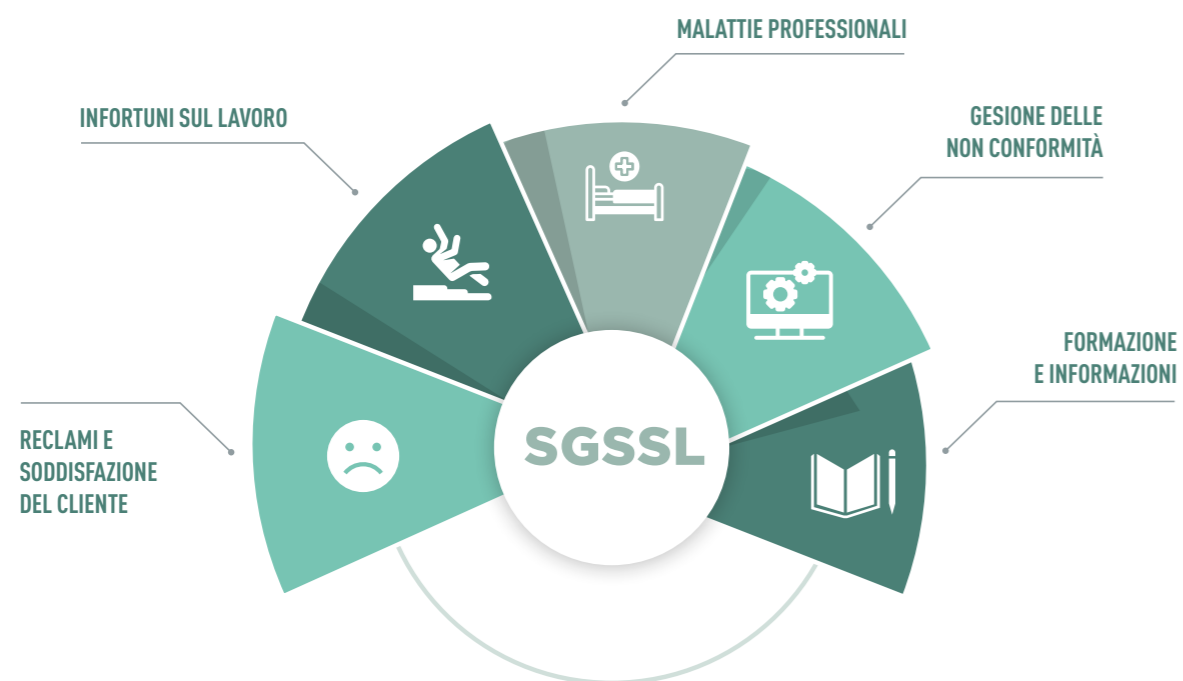 MALATTIE PROFESSIONALI
INFORTUNI SUL LAVORO
GESIONE DELLE
NON CONFORMITÀ
FORMAZIONE
E INFORMAZIONI
RECLAMI E
SODDISFAZIONE
DEL CLIENTE
SGSSL